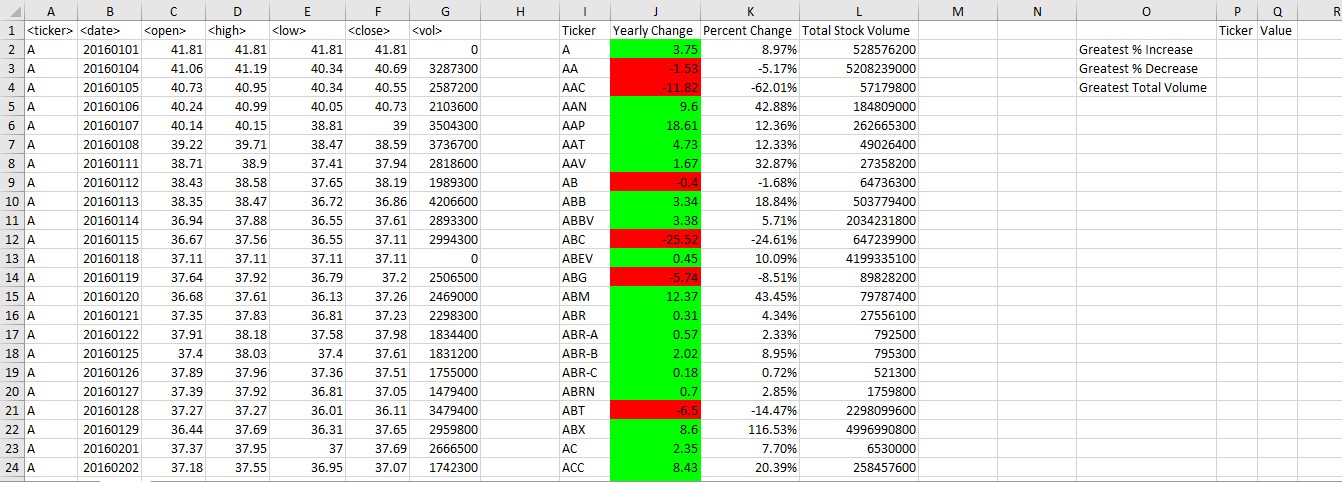 A B C D E F G H I J K L M N O P Q R
1 <ticker> <date> <open> <high> <low> <close> <vol> Ticker Yearly Change Percent Change Total Stock Volume Ticker Value
2 A 20160101 41.81 41.81 41.81 41.81 0 A 3.75 8.97% 528576200 Greatest % Increase
3 A 20160104 41.06 41.19 40.34 40.69 3287300 AA -1.53 -5.17% 5208239000 Greatest % Decrease
4 A 20160105 40.73 40.95 40.34 40.55 2587200 AAC -11.82 -62.01% 57179800 Greatest Total Volume
5 A 20160106 40.24 40.99 40.05 40.73 2103600 AAN 9.6 42.88% 184809000
6 A 20160107 40.14 40.15 38.81 39 3504300 AAP 18.61 12.36% 262665300
7 A 20160108 39.22 39.71 38.47 38.59 3736700 AAT 4.73 12.33% 49026400
8 A 20160111 38.71 38.9 37.41 37.94 2818600 AAV 1.67 32.87% 27358200
9 A 20160112 38.43 38.58 37.65 38.19 1989300 AB -0.4 -1.68% 64736300
10 A 20160113 38.35 38.47 36.72 36.86 4206600 ABB 3.34 18.84% 503779400
11 A 20160114 36.94 37.88 36.55 37.61 2893300 ABBV 3.38 5.71% 2034231800
12 A 20160115 36.67 37.56 36.55 37.11 2994300 ABC -25.52 -24.61% 647239900
13 A 20160118 37.11 37.11 37.11 37.11 0 ABEV 0.45 10.09% 4199335100
14 A 20160119 37.64 37.92 36.79 37.2 2506500 ABG -5.74 -8.51% 89828200
15 A 20160120 36.68 37.61 36.13 37.26 2469000 ABM 12.37 43.45% 79787400
16 A 20160121 37.35 37.83 36.81 37.23 2298300 ABR 0.31 4.34% 27556100
17 A 20160122 37.91 38.18 37.58 37.98 1834400 ABR-A 0.57 2.33% 792500
18 A 20160125 37.4 38.03 37.4 37.61 1831200 ABR-B 2.02 8.95% 795300
19 A 20160126 37.89 37.96 37.36 37.51 1755000 ABR-C 0.18 0.72% 521300
20 A 20160127 37.39 37.92 36.81 37.05 1479400 ABRN 0.7 2.85% 1759800
21 A 20160128 37.27 37.27 36.01 36.11 3479400 ABT -6.5 -14.47% 2298099600
22 A 20160129 36.44 37.69 36.31 37.65 2959800 ABX 8.6 116.53% 4996990800
23 A 20160201 37.37 37.95 37 37.69 2666500 AC 2.35 7.70% 6530000
24 A 20160202 37.18 37.55 36.95 37.07 1742300 ACC 8.43 20.39% 258457600